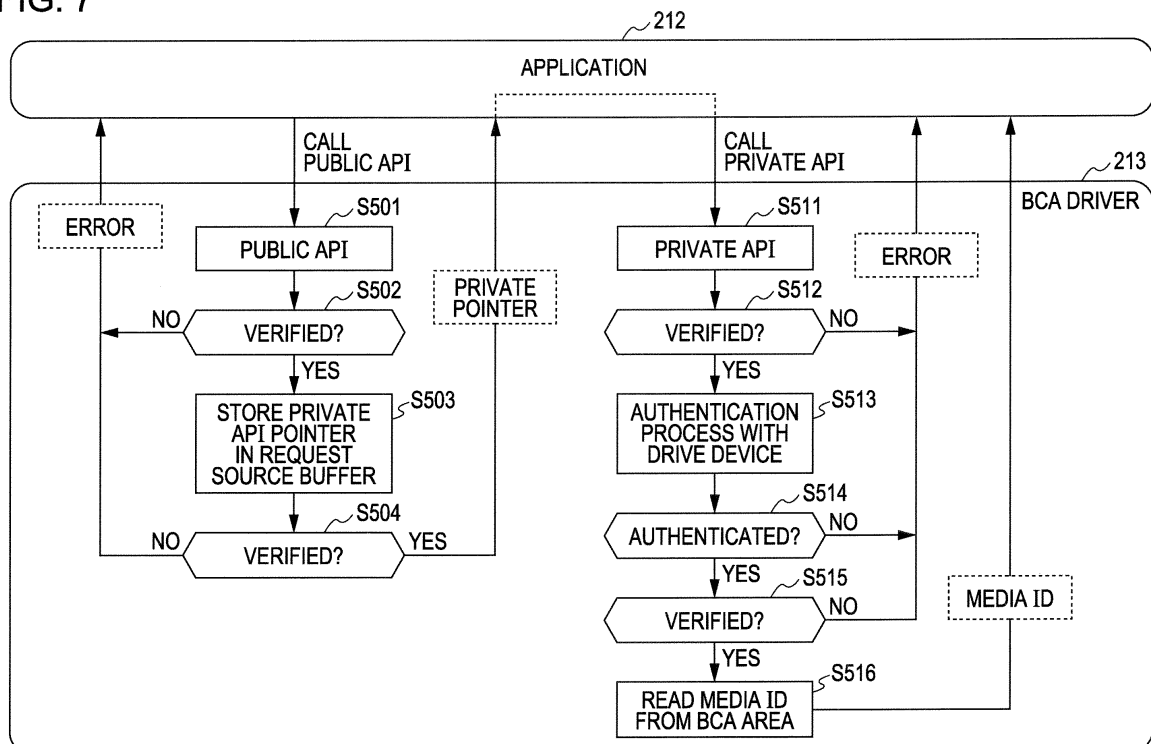 FIG. 7
212
APPLICATION
CALL
PUBLIC API
CALL
PRIVATE API
213
BCA DRIVER
ERROR
S501
PUBLIC API
S502
NO
VERIFIED?
YES
S503
STORE PRIVATE
API POINTER
IN REQUEST
SOURCE BUFFER
S504
NO
VERIFIED?
YES
PRIVATE
POINTER
S511
PRIVATE API
ERROR
S512
VERIFIED?
NO
YES
S513
AUTHENTICATION
PROCESS WITH
DRIVE DEVICE
S514
AUTHENTICATED?
NO
YES
S515
VERIFIED?
NO
YES
MEDIA ID
S516
READ MEDIA ID
FROM BCA AREA